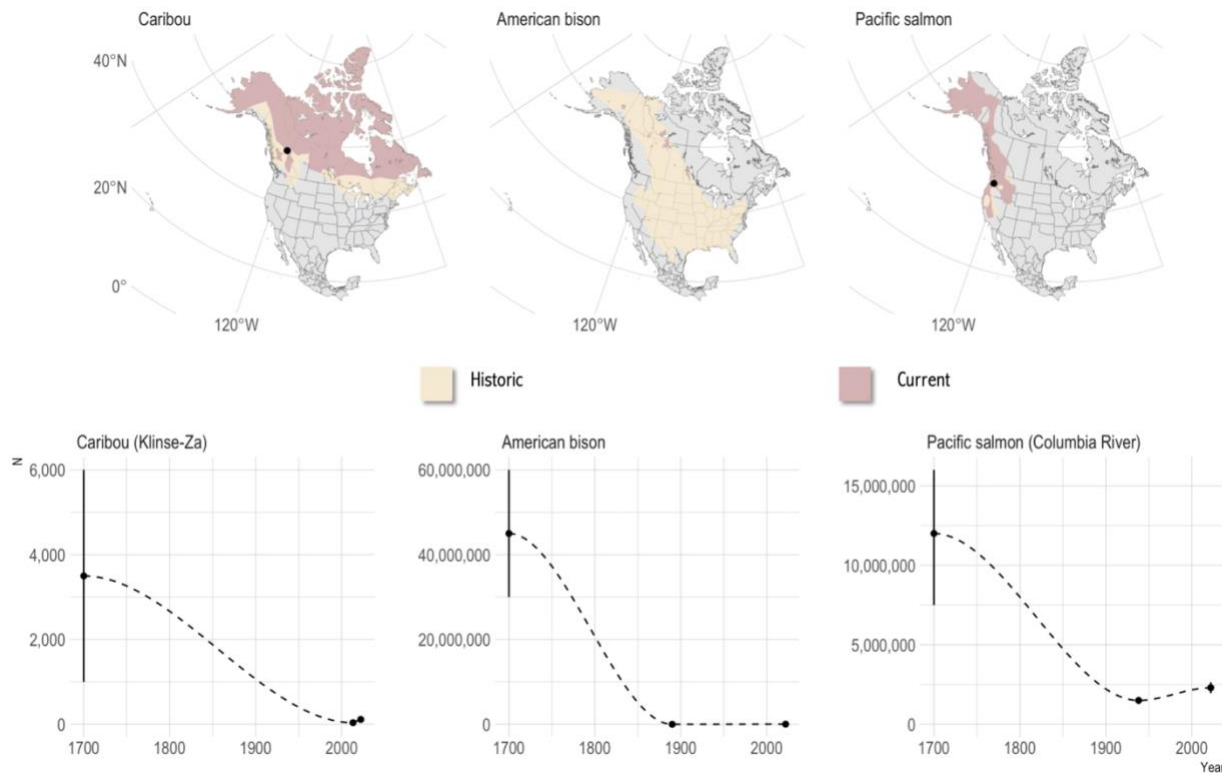 Caribou
American bison
Pacific salmon
40°N
20°N
0°
120°W
120°W
120°W
Historic
Current
Caribou (Klinse-Za)
American bison
Pacific salmon (Columbia River)
N
6,000
4,000
2,000
0
1700 1800 1900 2000
60,000,000
40,000,000
20,000,000
0
1700 1800 1900 2000
15,000,000
10,000,000
5,000,000
0
1700 1800 1900 2000
Year